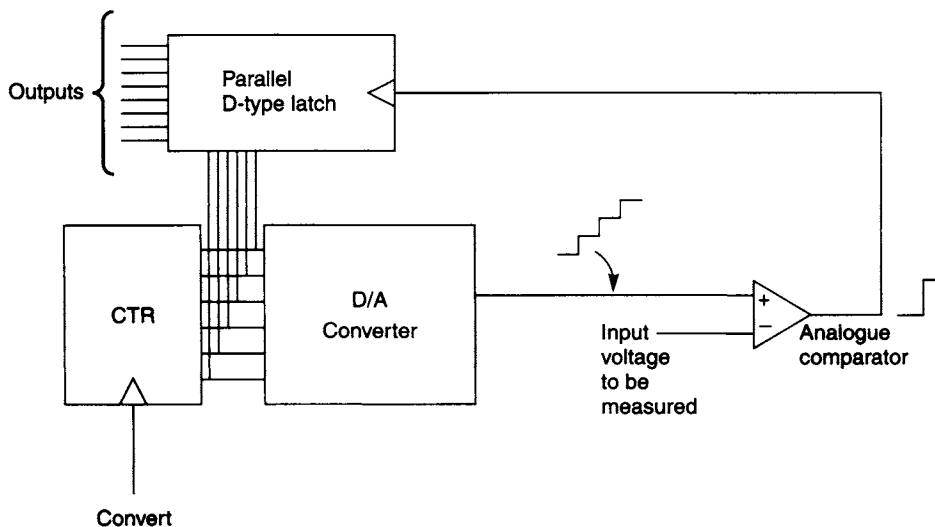 Outputs
Parallel
D-type latch
CTR
D/A
Converter
Convert
Input
voltage
to be
measured
+
−
Analogue
comparator